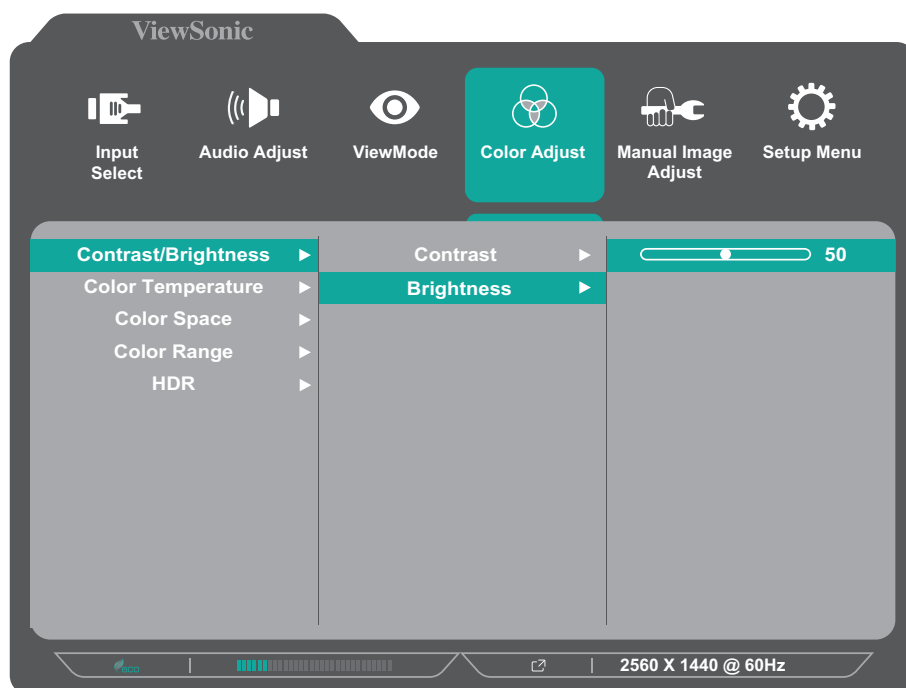 ViewSonic
Input
Select
Audio Adjust
ViewMode
Color Adjust
Manual Image
Adjust
Setup Menu
Contrast/Brightness
Contrast
50
Color Temperature
Brightness
Color Space
Color Range
HDR
eco
2560 X 1440 @ 60Hz